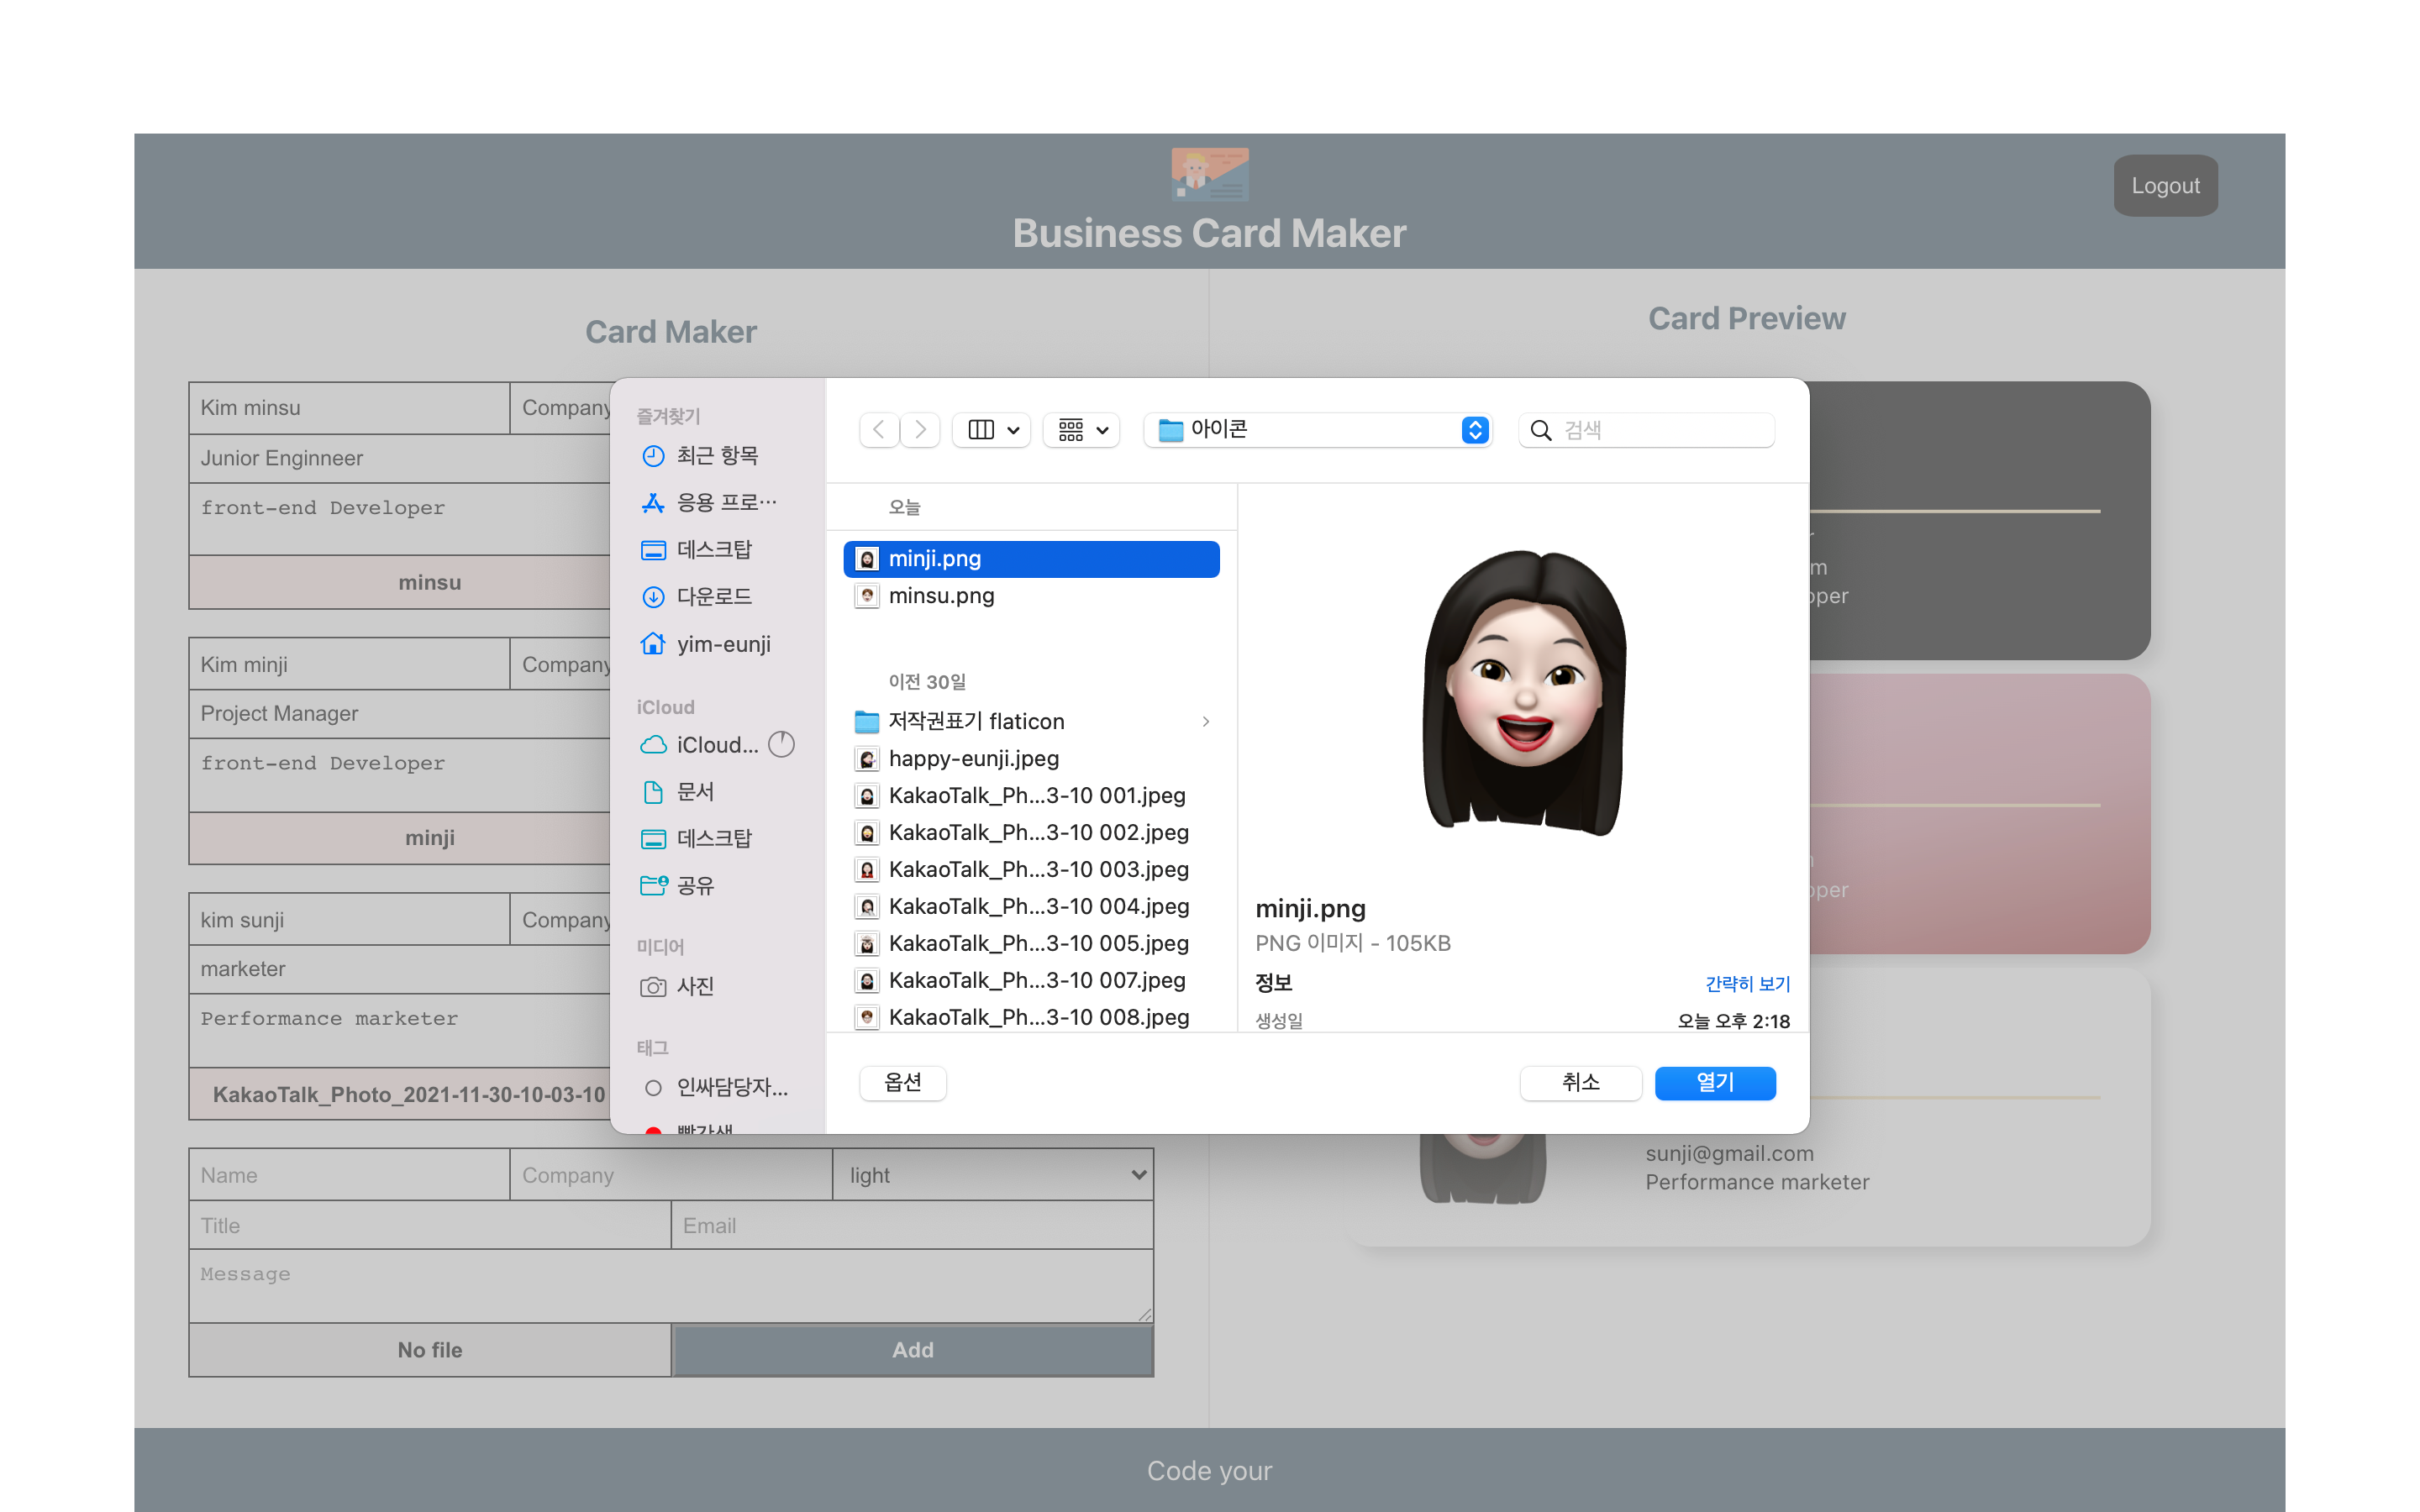 Business Card Maker
Logout
Card Maker
Card Preview
Kim minsu
Company
Junior Enginneer
front-end Developer
minsu
Kim minji
Company
Project Manager
front-end Developer
minji
kim sunji
Company
marketer
Performance marketer
KakaoTalk_Photo_2021-11-30-10-03-10
Name
Company
light
Title
Email
Message
No file
Add
즐겨찾기
최근 항목
응용 프로…
데스크탑
다운로드
yim-eunji
iCloud
iCloud...
문서
데스크탑
공유
미디어
사진
태그
인싸담당자...
빨간색
아이콘
검색
오늘
minji.png
minsu.png
이전 30일
저작권표기 flaticon
happy-eunji.jpeg
KakaoTalk_Ph...3-10 001.jpeg
KakaoTalk_Ph...3-10 002.jpeg
KakaoTalk_Ph...3-10 003.jpeg
KakaoTalk_Ph...3-10 004.jpeg
KakaoTalk_Ph...3-10 005.jpeg
KakaoTalk_Ph...3-10 007.jpeg
KakaoTalk_Ph...3-10 008.jpeg
minji.png
PNG 이미지 - 105KB
정보
간략히 보기
생성일
오늘 오후 2:18
옵션
취소
열기
sunji@gmail.com
Performance marketer
Code your